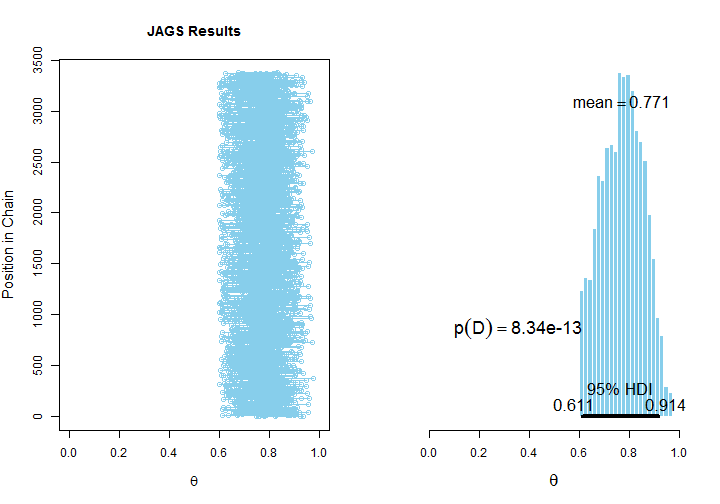 JAGS Results
Position in Chain
3500
3000
2500
2000
1500
1000
500
0
0.0 0.2 0.4 0.6 0.8 1.0
θ
mean = 0.771
p(D) = 8.34e-13
95% HDI
0.611 0.914
0.0 0.2 0.4 0.6 0.8 1.0
θ